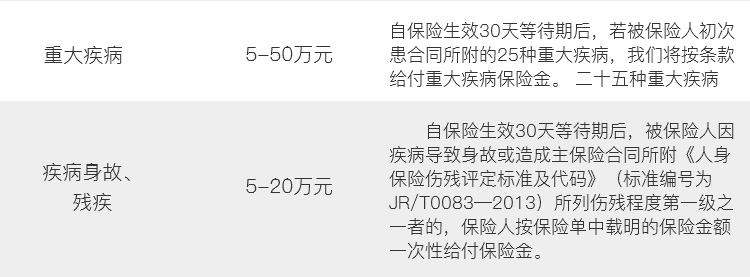 重大疾病
5-50万元
自保险生效30天等待期后，若被保险人初次
患合同所附的25种重大疾病，我们将按条款
给付重大疾病保险金。 二十五种重大疾病
疾病身故、
残疾
5-20万元
自保险生效30天等待期后，被保险人因
疾病导致身故或造成主保险合同所附《人身
保险伤残评定标准及代码》（标准编号为
JR/T0083—2013）所列伤残程度第一级之
一者的，保险人按保险单中载明的保险金额
一次性给付保险金。